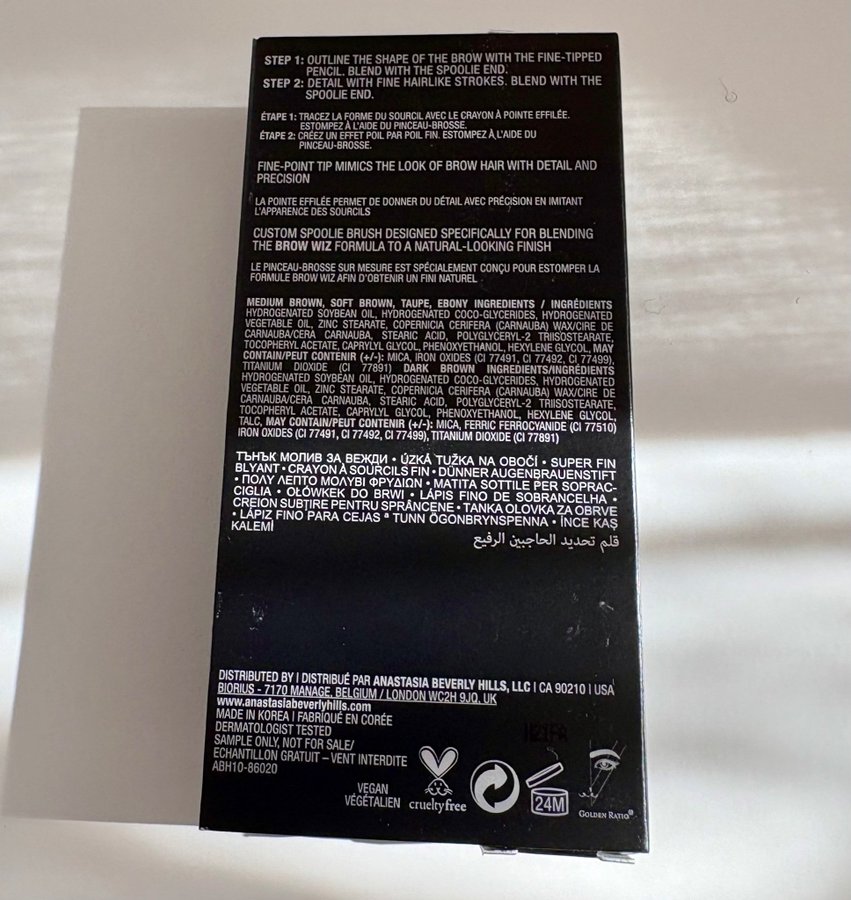 STEP 1: OUTLINE THE SHAPE OF THE BROW WITH THE FINE-TIPPED
PENCIL. BLEND WITH THE SPOOLIE END.
STEP 2: DETAIL WITH FINE HAIRLIKE STROKES. BLEND WITH THE
SPOOLIE END.
ÉTAPE 1: TRACEZ LA FORME DU SOURCIL AVEC LE CRAYON À POINTE EFFILÉE.
ESTOMPEZ À L'AIDE DU PINCEAU-BROSSE.
ÉTAPE 2: CRÉEZ UN EFFET POIL PAR POIL FIN. ESTOMPEZ À L'AIDE DU
PINCEAU-BROSSE.
FINE-POINT TIP MIMICS THE LOOK OF BROW HAIR WITH DETAIL AND
PRECISION
LA POINTE EFFILÉE PERMET DE DONNER DU DÉTAIL AVEC PRÉCISION EN IMITANT
L'APPARENCE DES SOURCILS
CUSTOM SPOOLIE BRUSH DESIGNED SPECIFICALLY FOR BLENDING
THE BROW WIZ FORMULA TO A NATURAL-LOOKING FINISH
LE PINCEAU-BROSSE SUR MESURE EST SPÉCIALEMENT CONÇU POUR ESTOMPER LA
FORMULE BROW WIZ AFIN D'OBTENIR UN FINI NATUREL
MEDIUM BROWN, SOFT BROWN, TAUPE, EBONY INGREDIENTS / INGRÉDIENTS
HYDROGENATED SOYBEAN OIL, HYDROGENATED COCO-GLYCERIDES, HYDROGENATED
VEGETABLE OIL, ZINC STEARATE, COPERNICIA CERIFERA (CARNAUBA) WAX/CIRE DE
CARNAUBA/CERA CARNAUBA, STEARIC ACID, POLYGLYCERYL-2 TRIISOSTEARATE,
TOCOPHERYL ACETATE, CAPRYLYL GLYCOL, PHENOXYETHANOL, HEXYLENE GLYCOL, MAY
CONTAIN/PEUT CONTENIR (+/-): MICA, IRON OXIDES (CI 77491, CI 77492, CI 77499),
TITANIUM DIOXIDE (CI 77891) DARK BROWN INGREDIENTS/INGRÉDIENTS
HYDROGENATED SOYBEAN OIL, HYDROGENATED COCO-GLYCERIDES, HYDROGENATED
VEGETABLE OIL, ZINC STEARATE, COPERNICIA CERIFERA (CARNAUBA) WAX/CIRE DE
CARNAUBA/CERA CARNAUBA, STEARIC ACID, POLYGLYCERYL-2 TRIISOSTEARATE,
TOCOPHERYL ACETATE, CAPRYLYL GLYCOL, PHENOXYETHANOL, HEXYLENE GLYCOL,
TALC, MAY CONTAIN/PEUT CONTENIR (+/-): MICA, FERRIC FERROCYANIDE (CI 77510)
IRON OXIDES (CI 77491, CI 77492, CI 77499), TITANIUM DIOXIDE (CI 77891)
ТЪНЪК МОЛИВ ЗА ВЕЖДИ • ÚZKÁ TUŽKA NA OBOČÍ • SUPER FIN
BLYANT • CRAYON À SOURCILS FIN • DÜNNER AUGENBRAUENSTIFT
• ΠΟΛΥ ΛΕΠΤΟ ΜΟΛΥΒΙ ΦΡΥΔΙΩΝ • MATITA SOTTILE PER SOPRAC-
CIGLIA • OŁÓWKEK DO BRWI • LÁPIS FINO DE SOBRANCELHA •
CREION SUBȚIRE PENTRU SPRÂNCENE • TANKA OLOVKA ZA OBRVE
• LÁPIZ FINO PARA CEJAS ª TUNN ÖGONBRYNSPENNA • İNCE KAŞ
KALEMİ
قلم تحديد الحاجبين الرفيع
DISTRIBUTED BY | DISTRIBUÉ PAR ANASTASIA BEVERLY HILLS, LLC | CA 90210 | USA
BIORIUS - 7170 MANAGE, BELGIUM / LONDON WC2H 9JQ, UK
www.anastasiabeverlyhills.com
MADE IN KOREA | FABRIQUÉ EN CORÉE
DERMATOLOGIST TESTED
SAMPLE ONLY, NOT FOR SALE/
ECHANTILLON GRATUIT – VENT INTERDITE
ABH10-86020
VEGAN
VÉGÉTALIEN
crueltyfree
24M
GOLDEN RATIO®